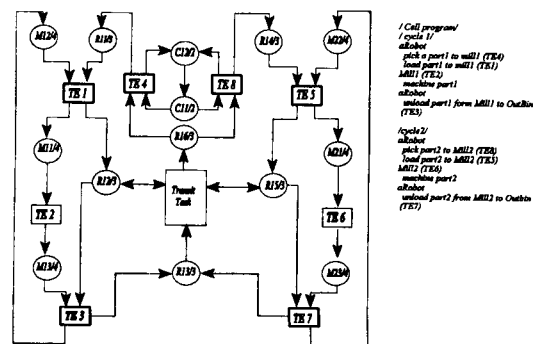 M12/4
R11/3
C12/2
R14/3
M22/4
TE 1
TE 4
TE 8
TE 5
C11/2
R16/3
M11/4
M21/4
R12/3
Transit
Task
R15/3
TE 2
TE 6
M13/4
R13/3
M23/4
TE 3
TE 7
/ Cell program/
/ cycle 1/
aRobot
pick a part1 to mill1 (TE4)
load part1 to mill1 (TE1)
Mill1 (TE2)
machine part1
aRobot
unload part1 form Mill1 to OutBin
(TE3)
/cycle2/
aRobot
pick part2 to Mill2 (TE8)
load part2 to Mill2 (TE5)
Mill2 (TE6)
machine part2
aRobot
unload part2 from Mill2 to Outbin
(TE7)